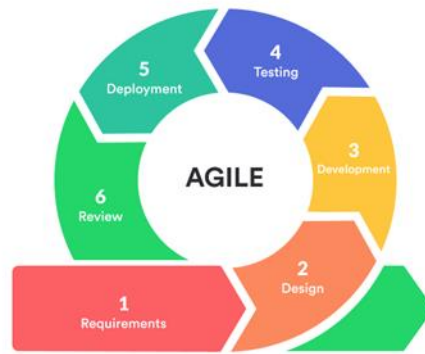 AGILE
1
Requirements
2
Design
3
Development
4
Testing
5
Deployment
6
Review